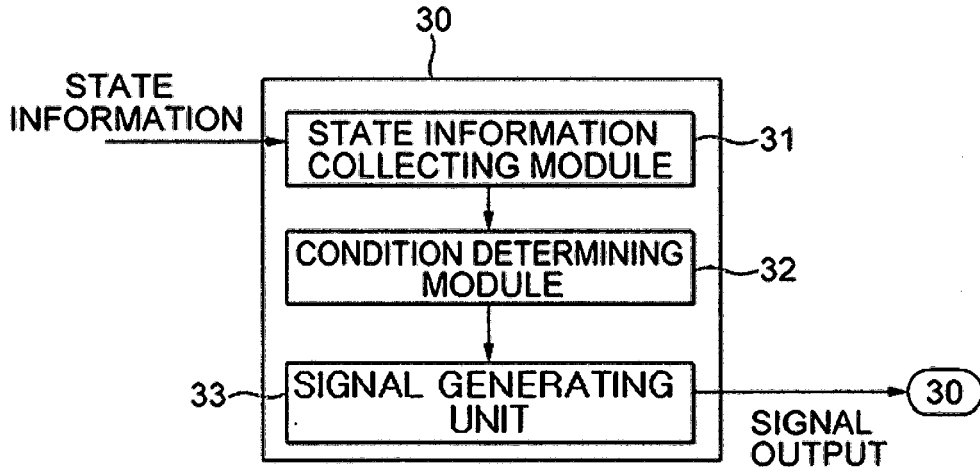 30
STATE
INFORMATION
STATE INFORMATION
COLLECTING MODULE
31
CONDITION DETERMINING
MODULE
32
33
SIGNAL GENERATING
UNIT
30
SIGNAL
OUTPUT